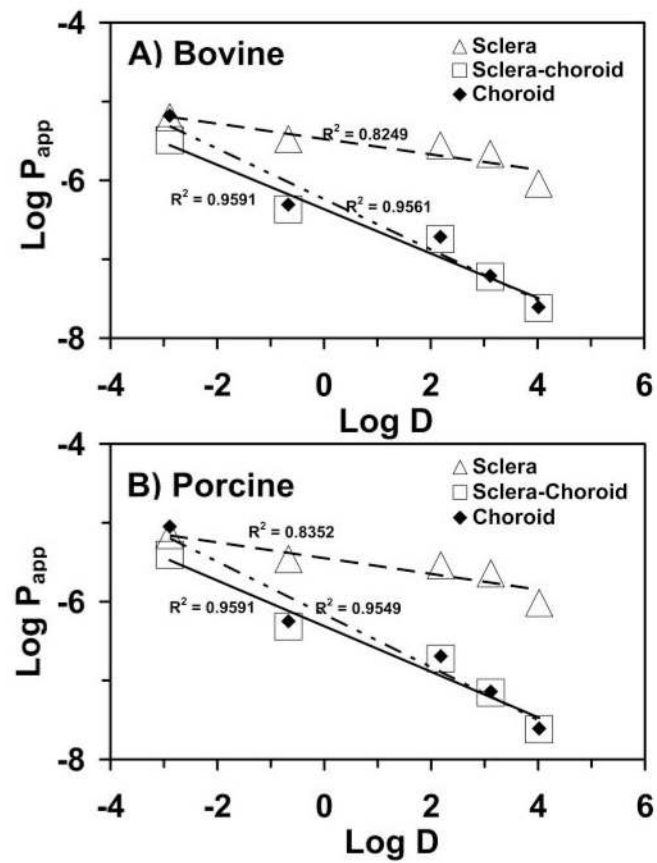 A) Bovine
Sclera
Sclera-choroid
Choroid
R² = 0.8249
R² = 0.9591
R² = 0.9561
Log Papp
-4
-6
-8
-4 -2 0 2 4 6
Log D
B) Porcine
Sclera
Sclera-Choroid
Choroid
R² = 0.8352
R² = 0.9591
R² = 0.9549
Log Papp
-4
-6
-8
-4 -2 0 2 4 6
Log D